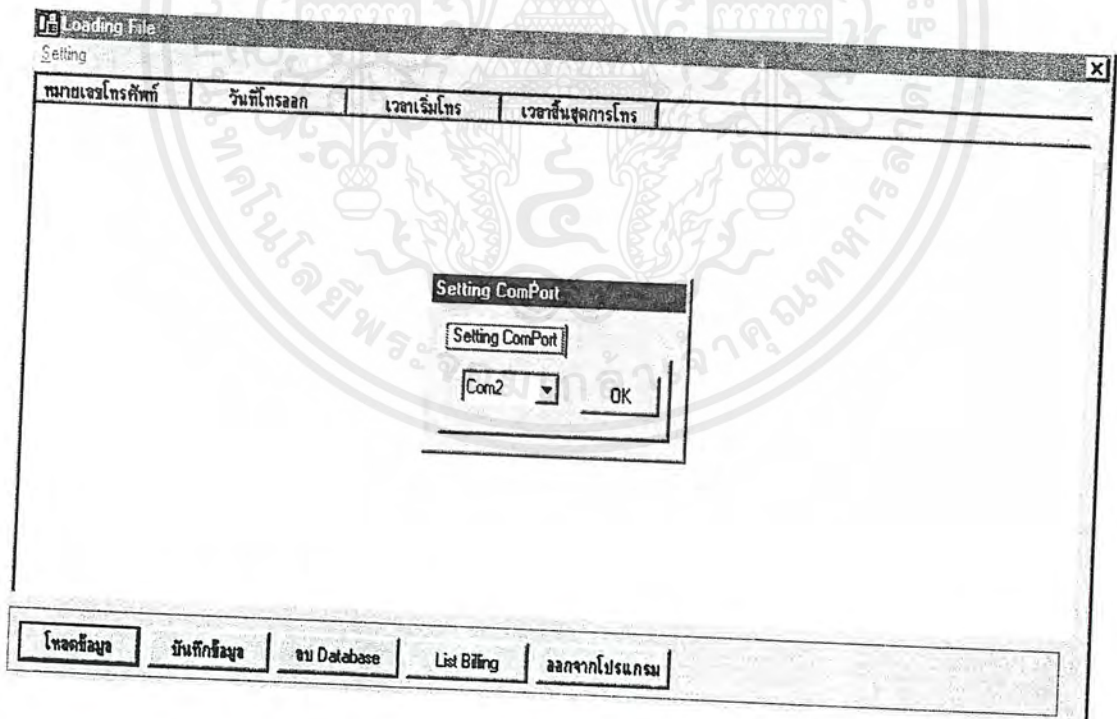 Loading File
Setting
หมายเลขโทรศัพท์ วันที่โทรออก เวลาเริ่มโทร เวลาสิ้นสุดการโทร
Setting ComPort
Setting ComPort
Com2 OK
โหลดข้อมูล บันทึกข้อมูล ลบ Database List Billing ออกจากโปรแกรม